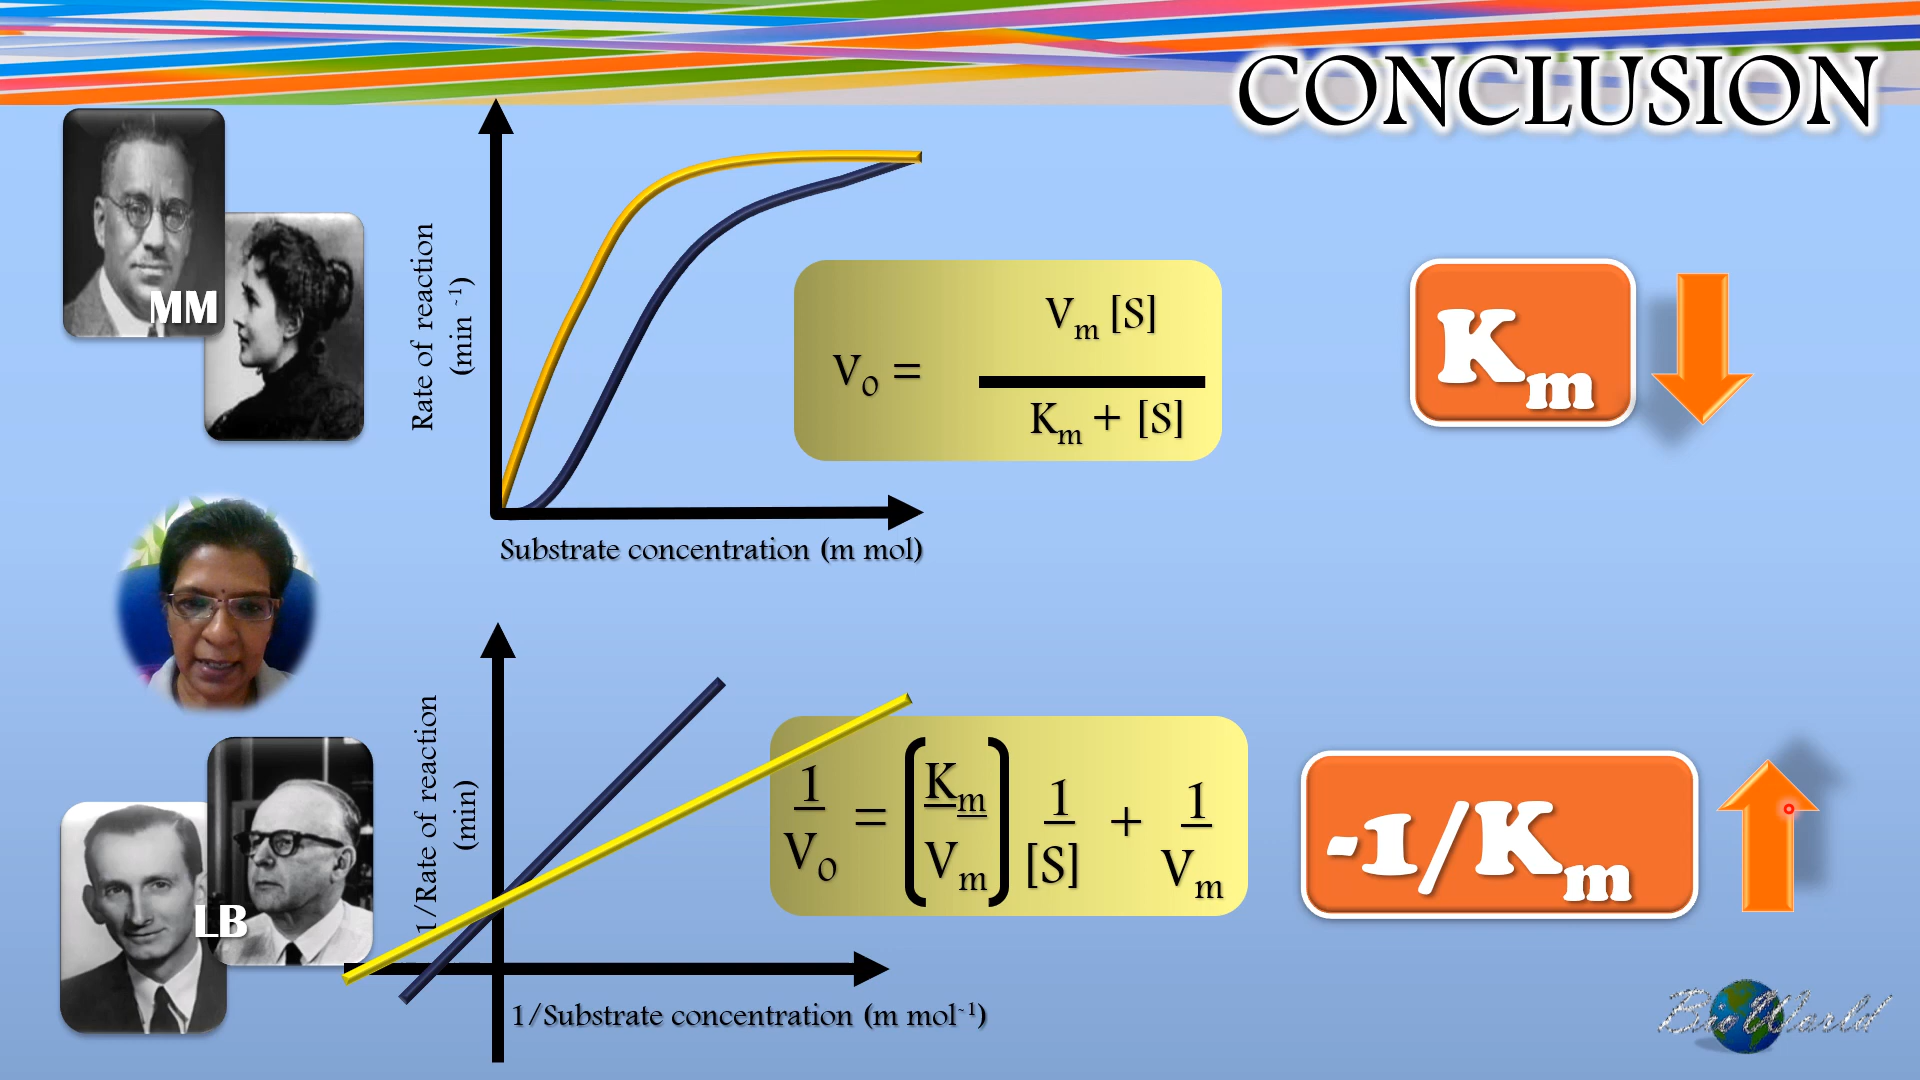 CONCLUSION
MM
Rate of reaction
(min ⁻¹)
Substrate concentration (m mol)
V₀ = 
Vₘ [S]
Kₘ + [S]
Kₘ
LB
1/Rate of reaction
(min)
1/Substrate concentration (m mol⁻¹)
1
V₀
=
Kₘ
Vₘ
1
[S]
+
1
Vₘ
-1/Kₘ
BioWorld